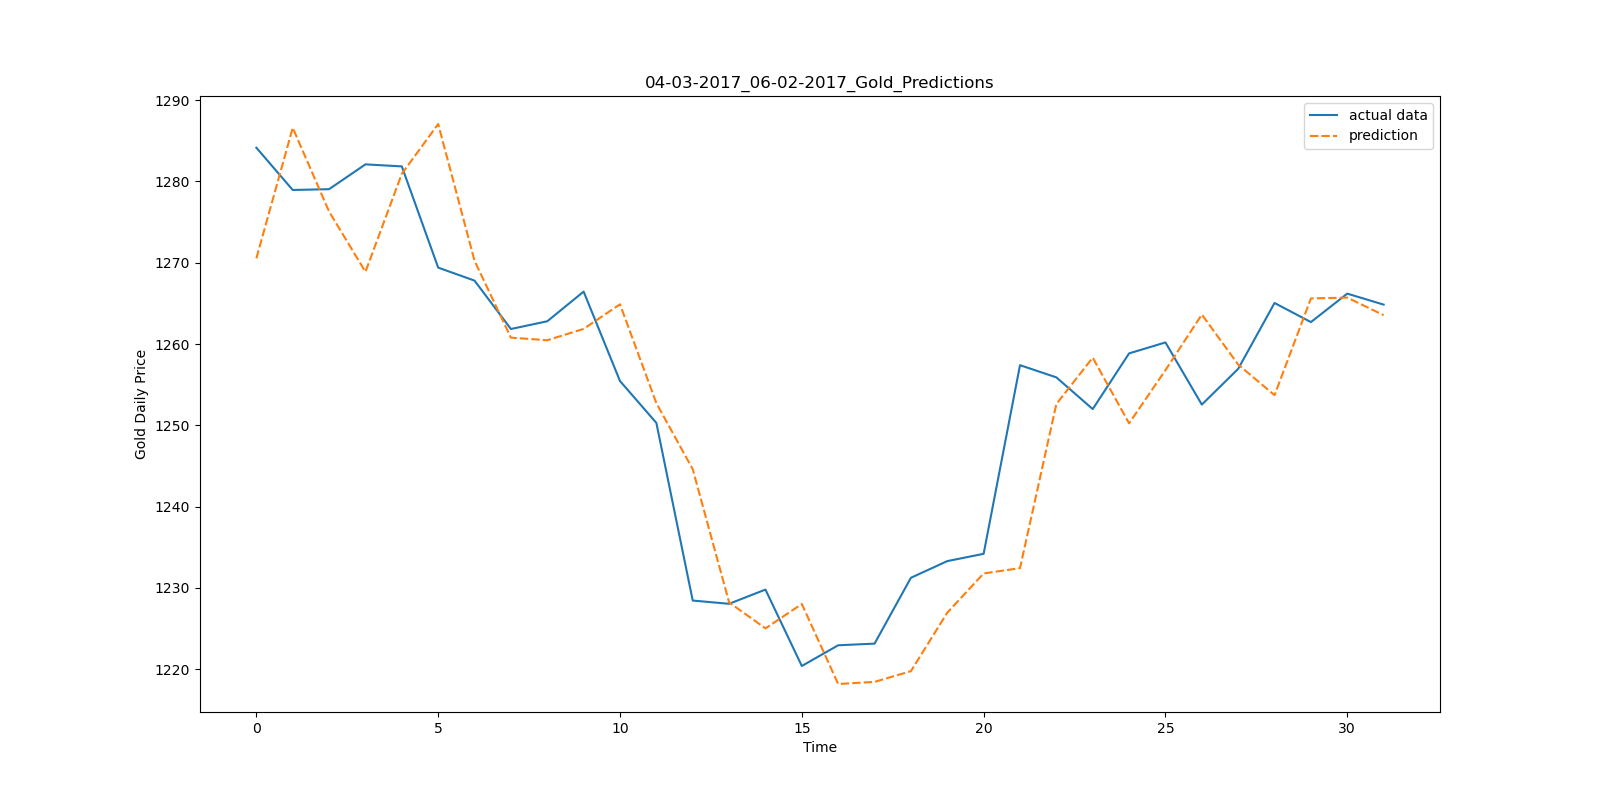 04-03-2017_06-02-2017_Gold_Predictions
actual data
prediction
Gold Daily Price
1290
1280
1270
1260
1250
1240
1230
1220
0 5 10 15 20 25 30
Time